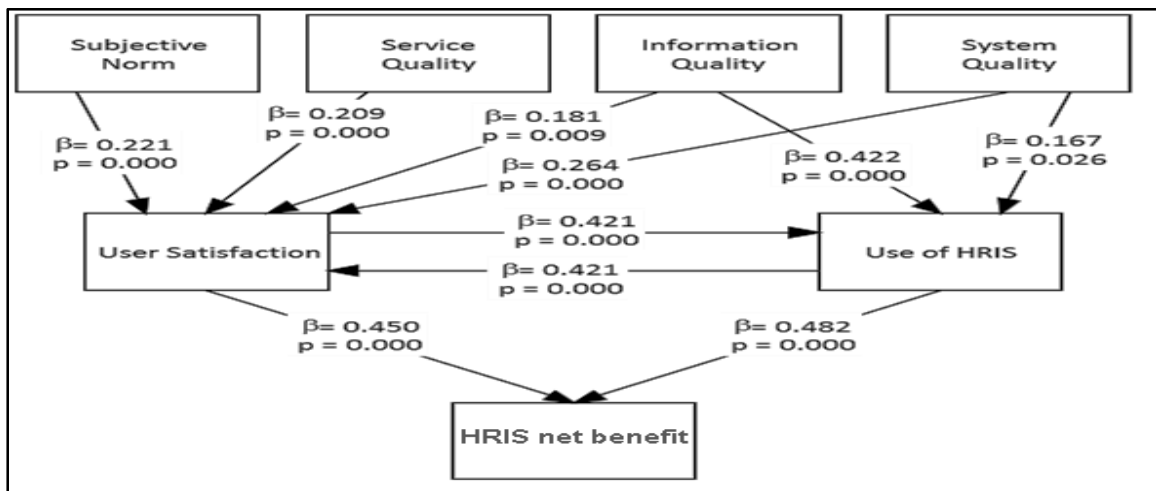 Subjective
Norm
Service
Quality
Information
Quality
System
Quality
β= 0.221
p = 0.000
β= 0.209
p = 0.000
β= 0.181
p = 0.009
β= 0.264
p = 0.000
β= 0.422
p = 0.000
β= 0.167
p = 0.026
User Satisfaction
β= 0.421
p = 0.000
β= 0.421
p = 0.000
Use of HRIS
β= 0.450
p = 0.000
β= 0.482
p = 0.000
HRIS net benefit